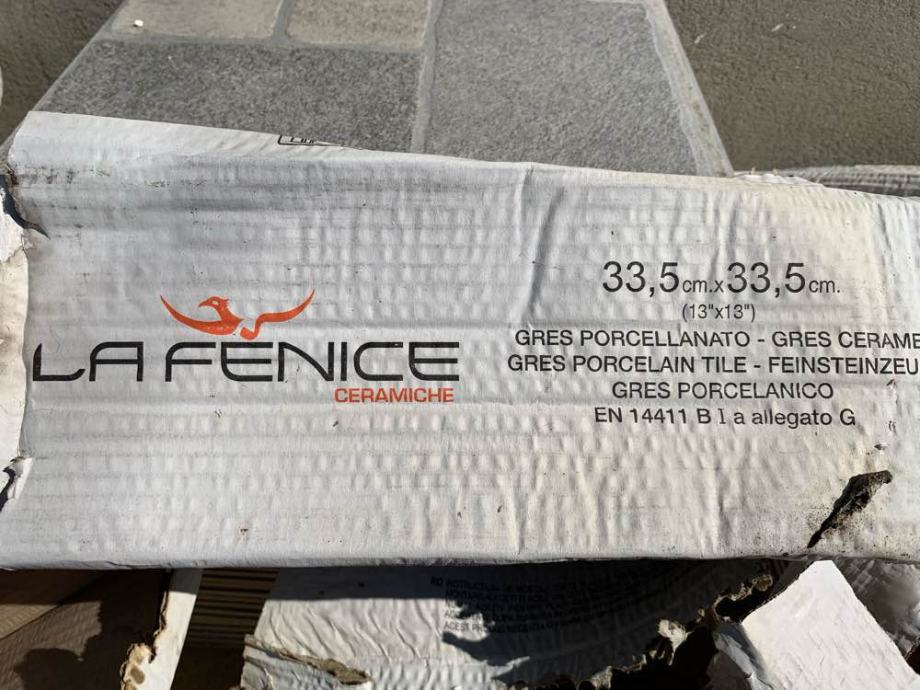 LA FENICE
CERAMICHE
33,5cm.x33,5cm.
(13"x13")
GRES PORCELLANATO - GRES CERAME
GRES PORCELAIN TILE - FEINSTEINZEU
GRES PORCELANICO
EN 14411 B I a allegato G